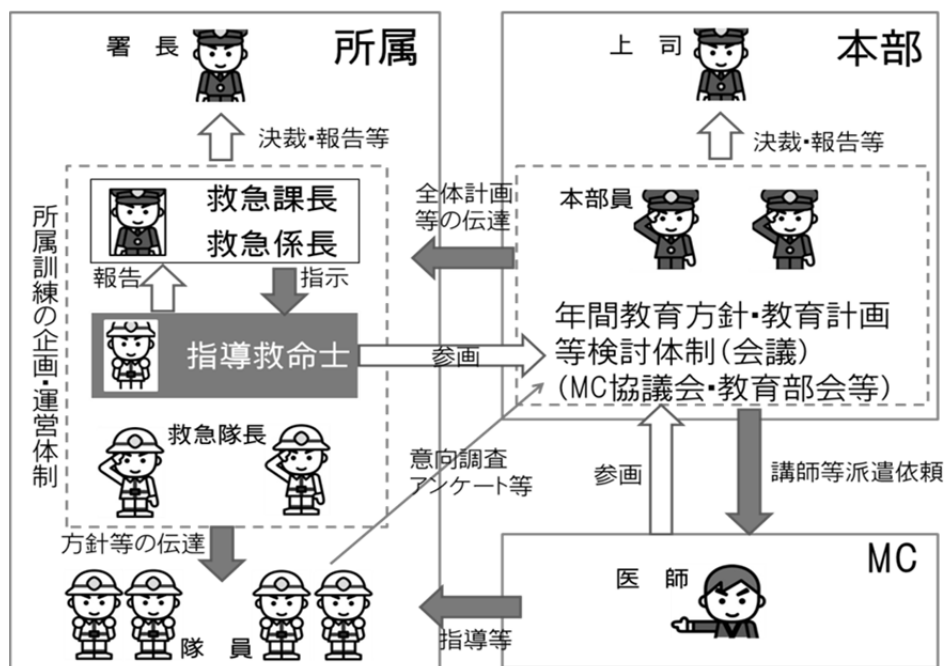 所属
署　長
決裁・報告等
所属訓練の企画・運営体制
救急課長
救急係長
報告
指示
指導救命士
救急隊長
方針等の伝達
隊　員
全体計画
等の伝達
参画
意向調査
アンケート等
指導等
本部
上　司
決裁・報告等
本部員
年間教育方針・教育計画
等検討体制（会議）
（MC協議会・教育部会等）
参画
講師等派遣依頼
MC
医　師